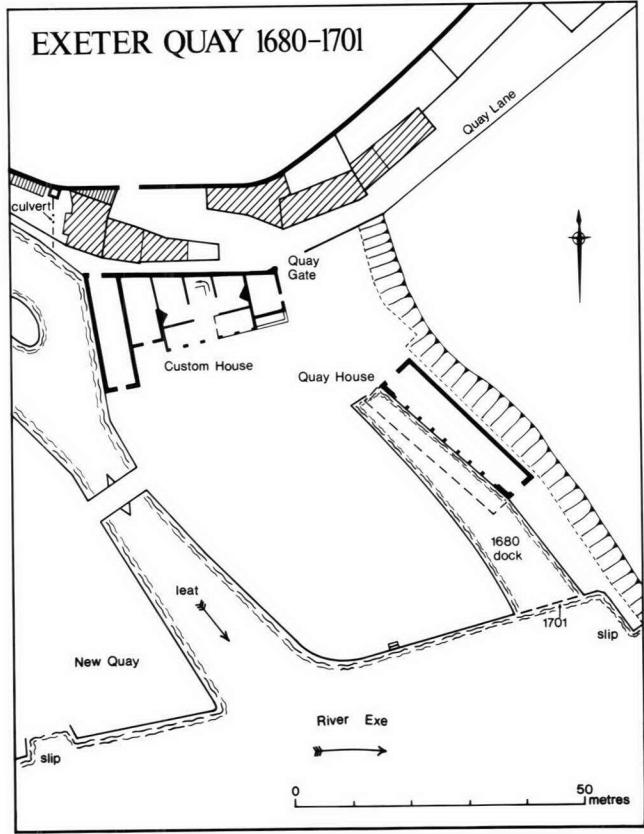 EXETER QUAY 1680-1701
Quay Lane
culvert
Quay
Gate
Custom House
Quay House
1680
dock
leat
1701
slip
New Quay
River Exe
slip
0
50
metres